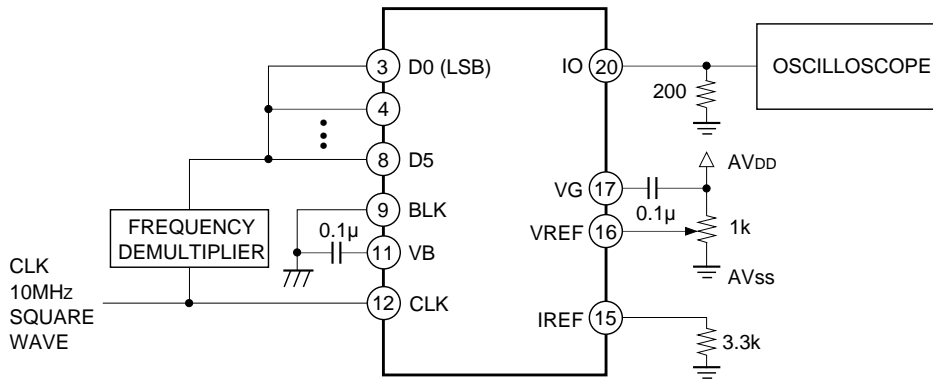 3
D0 (LSB)
4
8
D5
9
BLK
0.1µ
11
VB
12
CLK
FREQUENCY
DEMULTIPLIER
CLK
10MHz
SQUARE
WAVE
IO
20
OSCILLOSCOPE
200
AVDD
VG
17
0.1µ
1k
VREF
16
AVss
IREF
15
3.3k